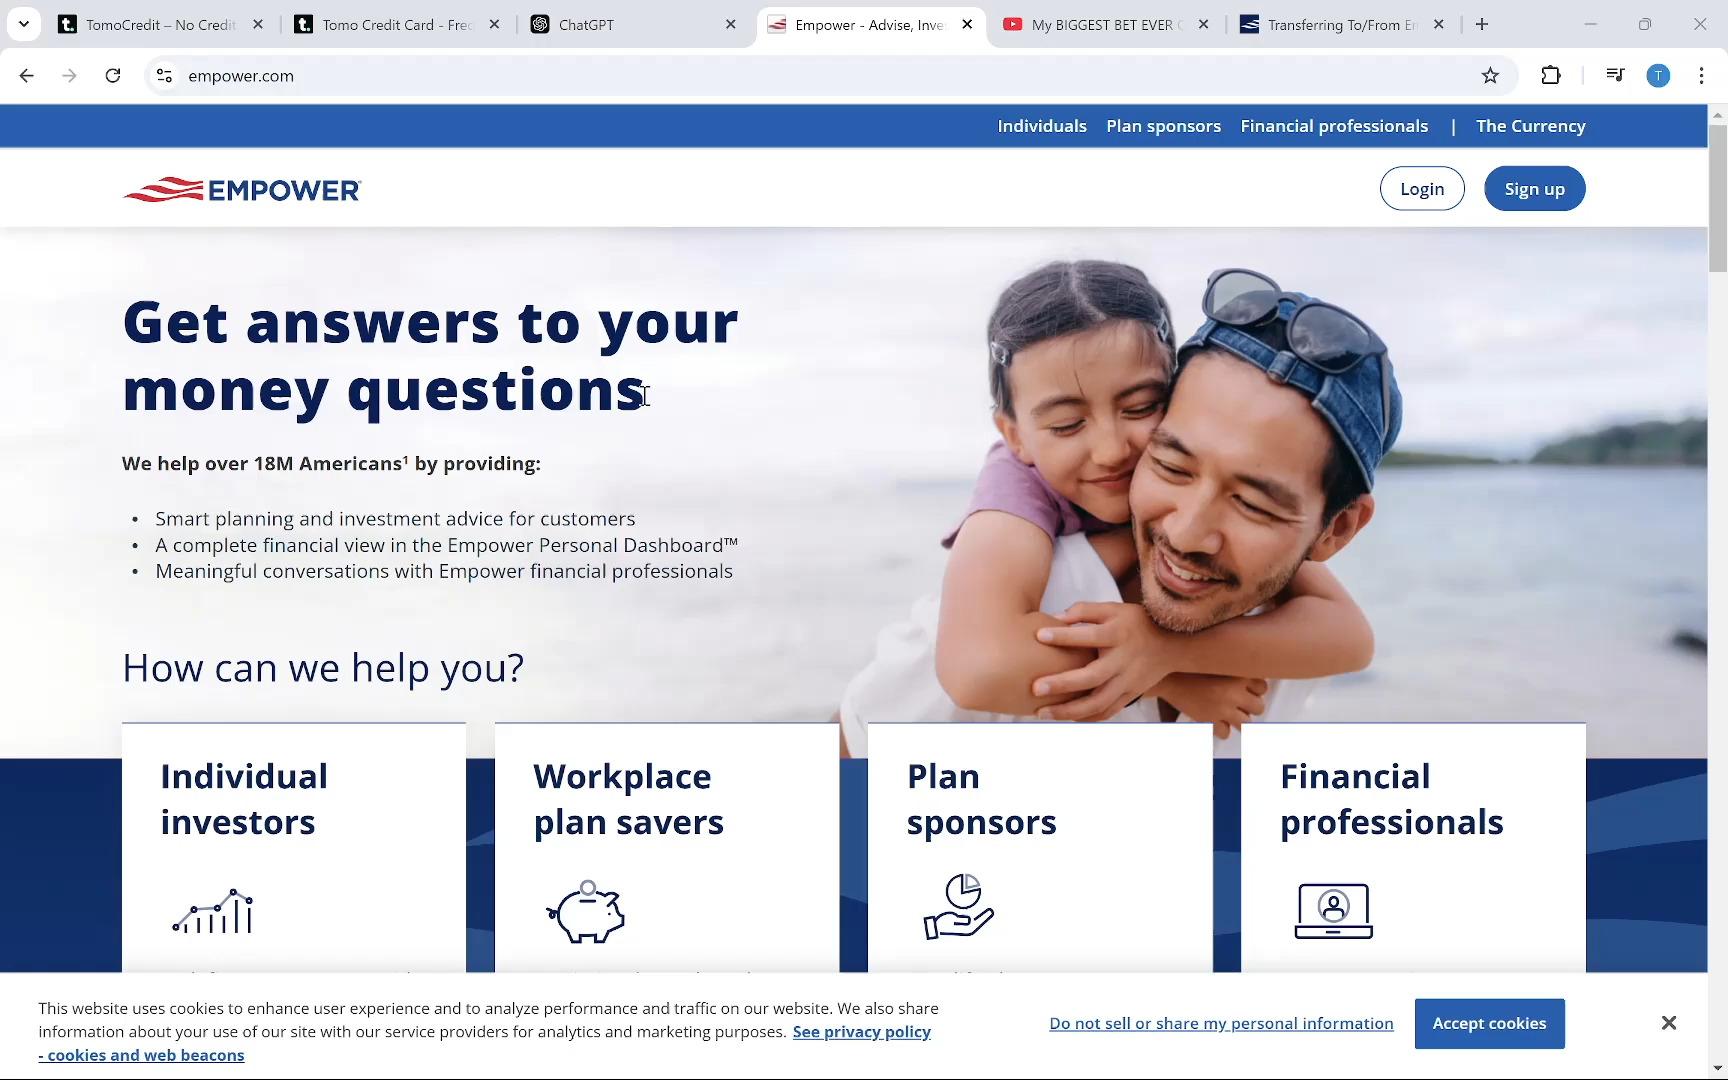 TomoCredit – No Credit
Tomo Credit Card - Free
ChatGPT
Empower - Advise, Inve
My BIGGEST BET EVER
Transferring To/From E
empower.com
T
Individuals
Plan sponsors
Financial professionals
|
The Currency
EMPOWER
Login
Sign up
Get answers to your
money questions
We help over 18M Americans¹ by providing:
• Smart planning and investment advice for customers
• A complete financial view in the Empower Personal Dashboard™
• Meaningful conversations with Empower financial professionals
How can we help you?
Individual
investors
Workplace
plan savers
Plan
sponsors
Financial
professionals
This website uses cookies to enhance user experience and to analyze performance and traffic on our website. We also share
information about your use of our site with our service providers for analytics and marketing purposes. See privacy policy
- cookies and web beacons
Do not sell or share my personal information
Accept cookies